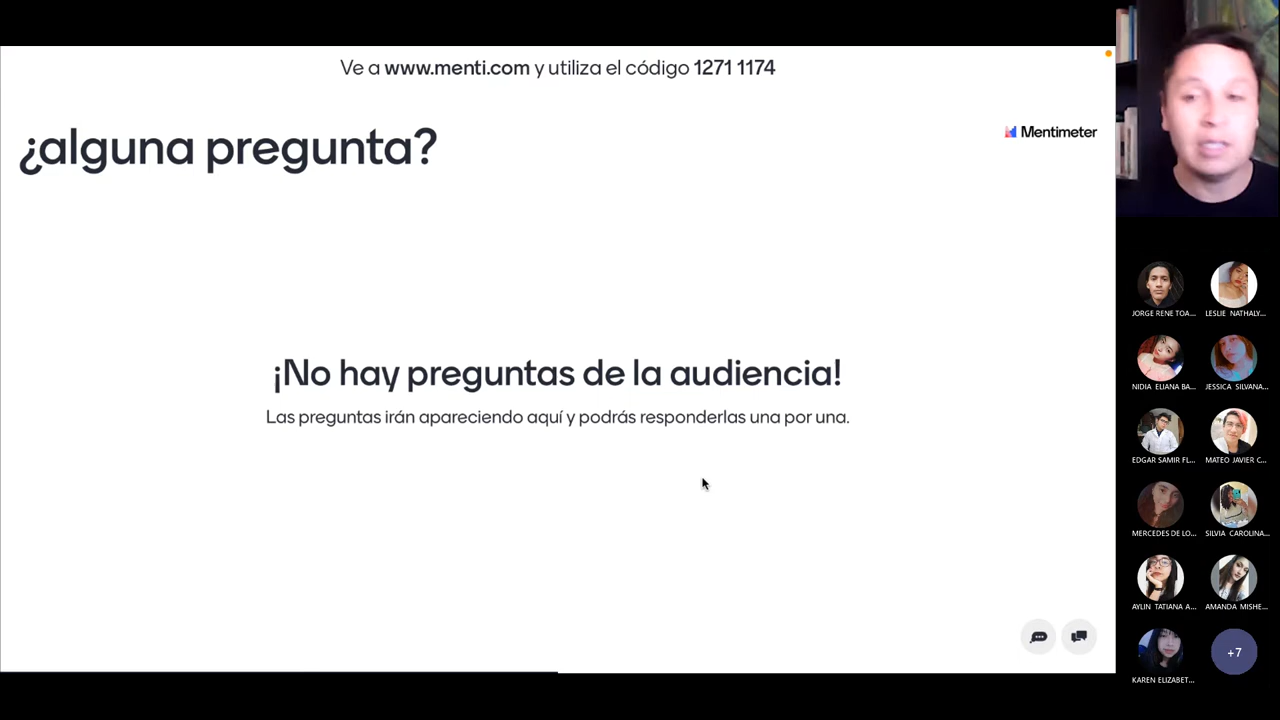 Ve a www.menti.com y utiliza el código 1271 1174
¿alguna pregunta?
Mentimeter
¡No hay preguntas de la audiencia!
Las preguntas irán apareciendo aquí y podrás responderlas una por una.
JORGE RENE TOA...
LESLIE NATHALY...
NIDIA ELIANA BA...
JESSICA SILVANA...
EDGAR SAMIR FL...
MATEO JAVIER C...
MERCEDES DE LO...
SILVIA CAROLINA...
AYLIN TATIANA A...
AMANDA MISHE...
KAREN ELIZABET...
+7